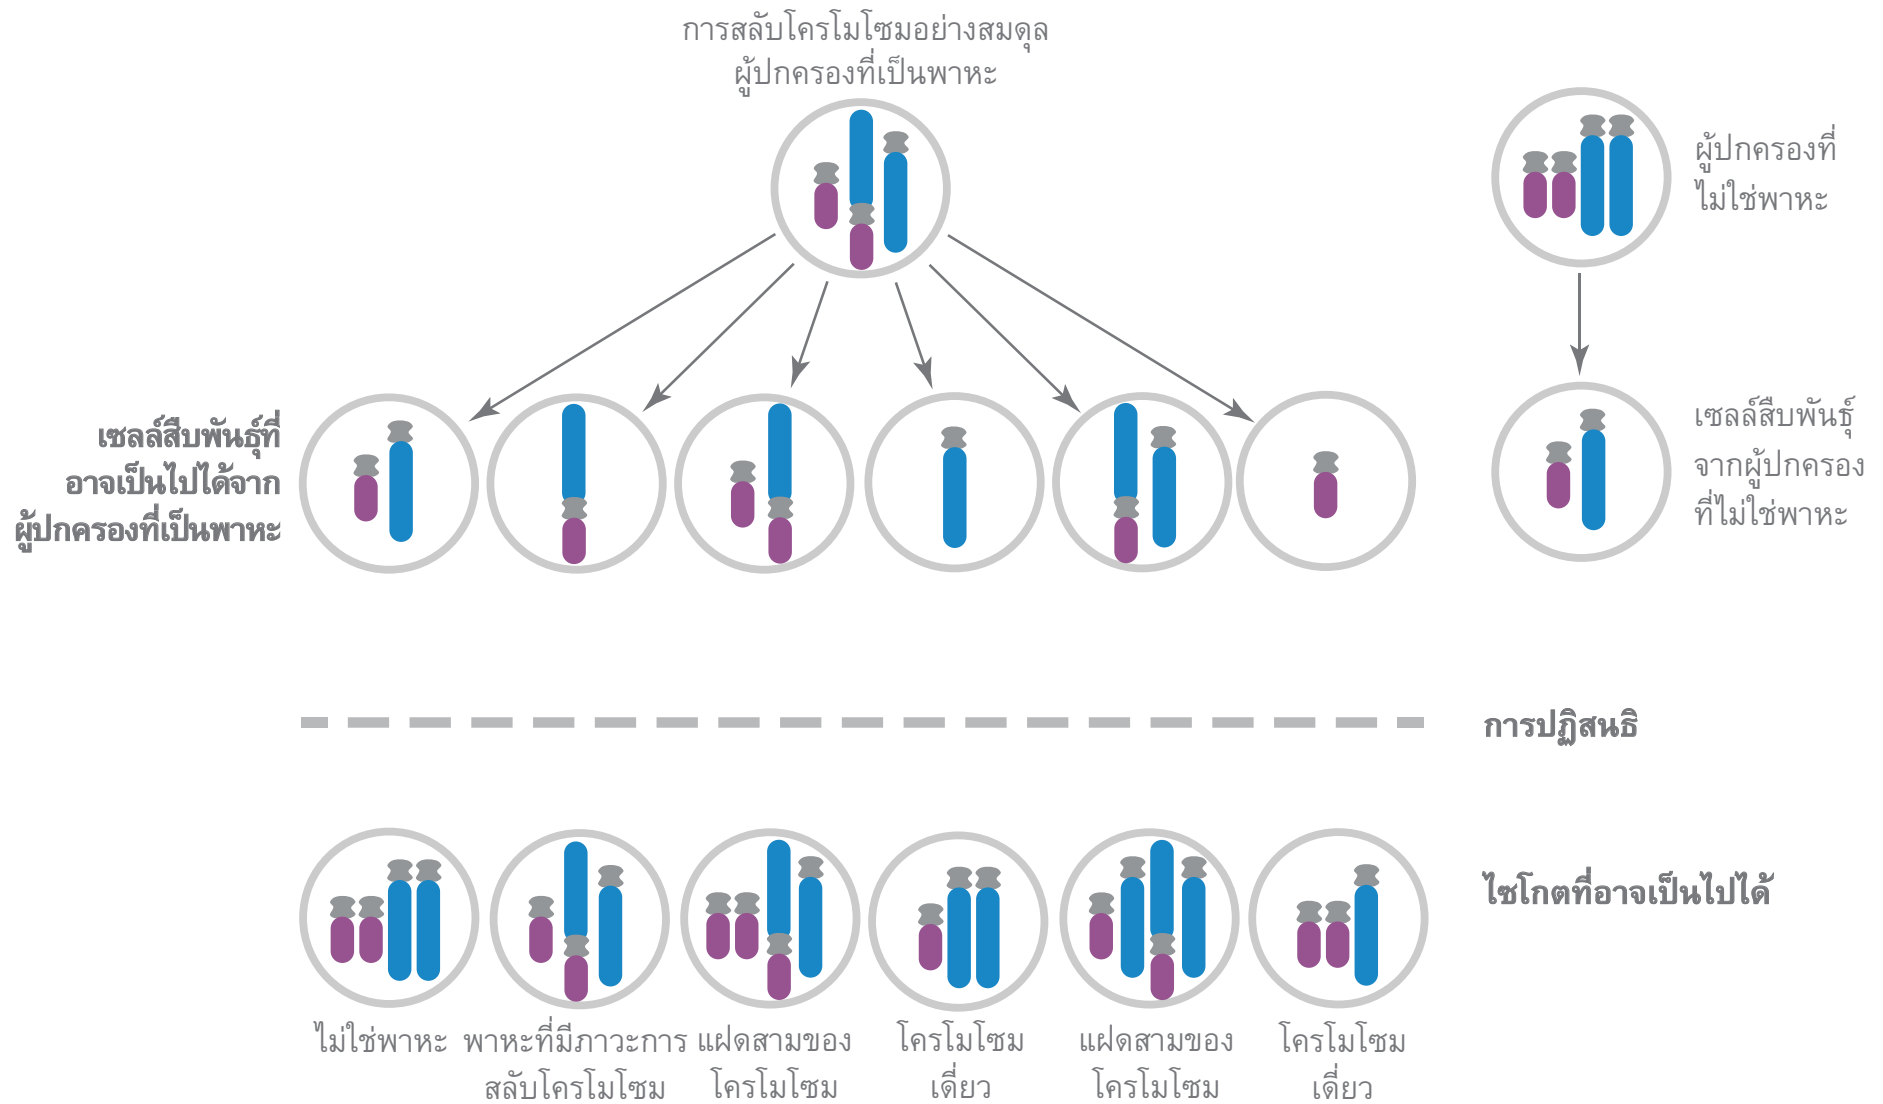 การสลับโครโมโซมอย่างสมดุล
ผู้ปกครองที่เป็นพาหะ
ผู้ปกครองที่
ไม่ใช่พาหะ
เซลล์สืบพันธุ์ที่
อาจเป็นไปได้จาก
ผู้ปกครองที่เป็นพาหะ
เซลล์สืบพันธุ์
จากผู้ปกครอง
ที่ไม่ใช่พาหะ
การปฏิสนธิ
ไซโกตที่อาจเป็นไปได้
ไม่ใช่พาหะ
พาหะที่มีภาวะการ
สลับโครโมโซม
แฝดสามของ
โครโมโซม
โครโมโซม
เดี่ยว
แฝดสามของ
โครโมโซม
โครโมโซม
เดี่ยว